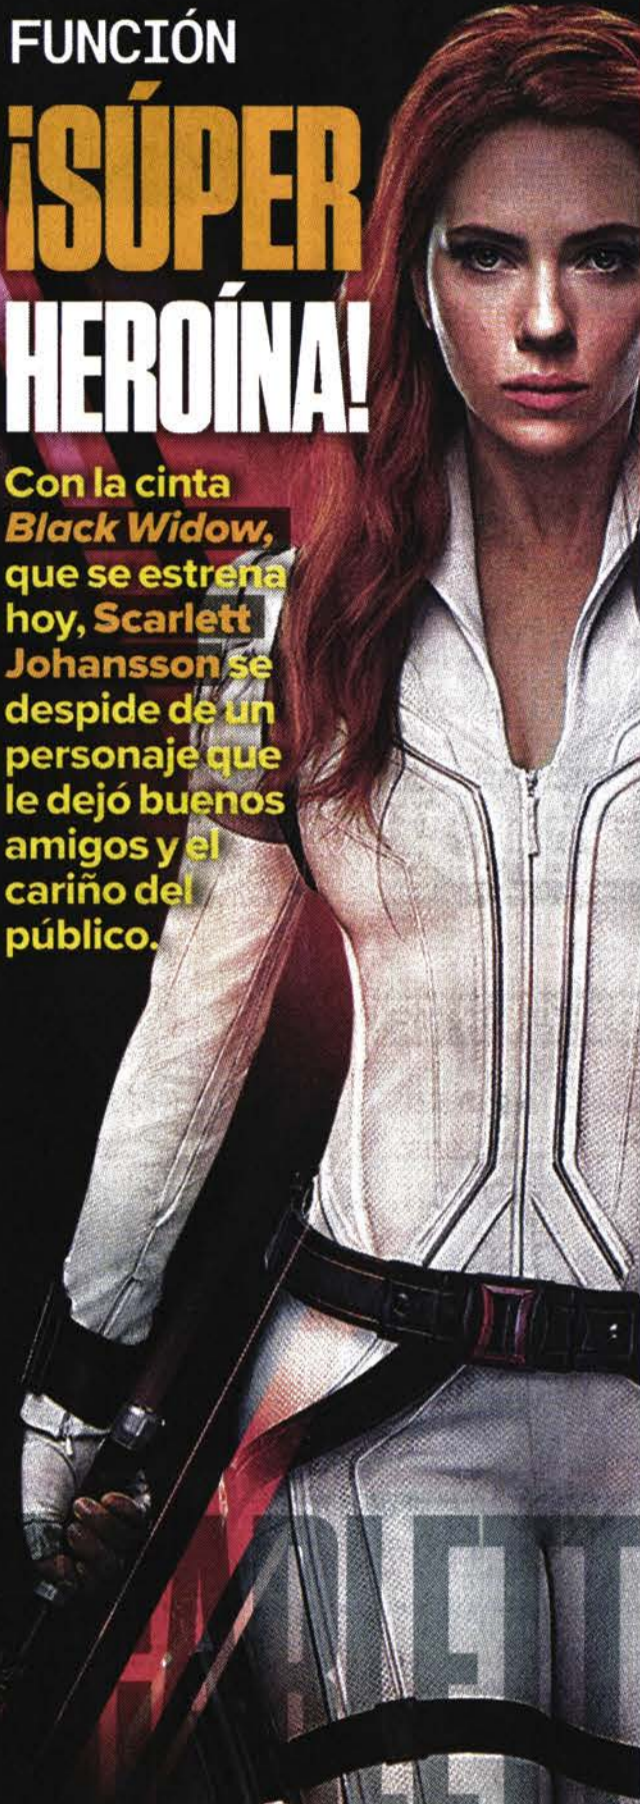 FUNCIÓN
¡SÚPER
HEROÍNA!
Con la cinta
Black Widow,
que se estrena
hoy, Scarlett
Johansson se
despide de un
personaje que
le dejó buenos
amigos y el
cariño del
público.
ARLETT